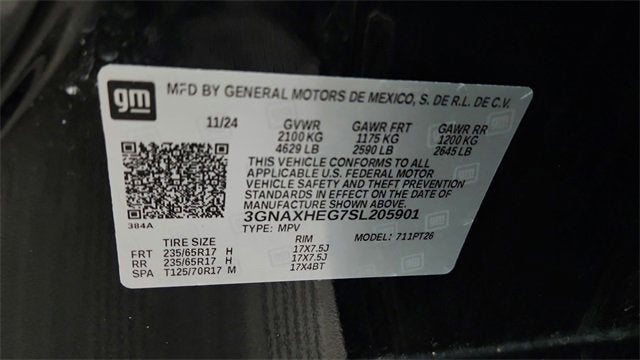 gm
MFD BY GENERAL MOTORS DE MEXICO, S. DE R.L. DE C.V.
11/24 GVWR GAWR FRT GAWR RR
2100 KG 1175 KG 1200 KG
4629 LB 2590 LB 2645 LB
THIS VEHICLE CONFORMS TO ALL
APPLICABLE U.S. FEDERAL MOTOR
VEHICLE SAFETY AND THEFT PREVENTION
STANDARDS IN EFFECT ON THE DATE OF
MANUFACTURE SHOWN ABOVE.
384A 3GNAXHEG7SL205901
TYPE: MPV MODEL: 711PT26
TIRE SIZE RIM
FRT 235/65R17 H 17X7.5J
RR 235/65R17 H 17X7.5J
SPA T125/70R17 M 17X4BT